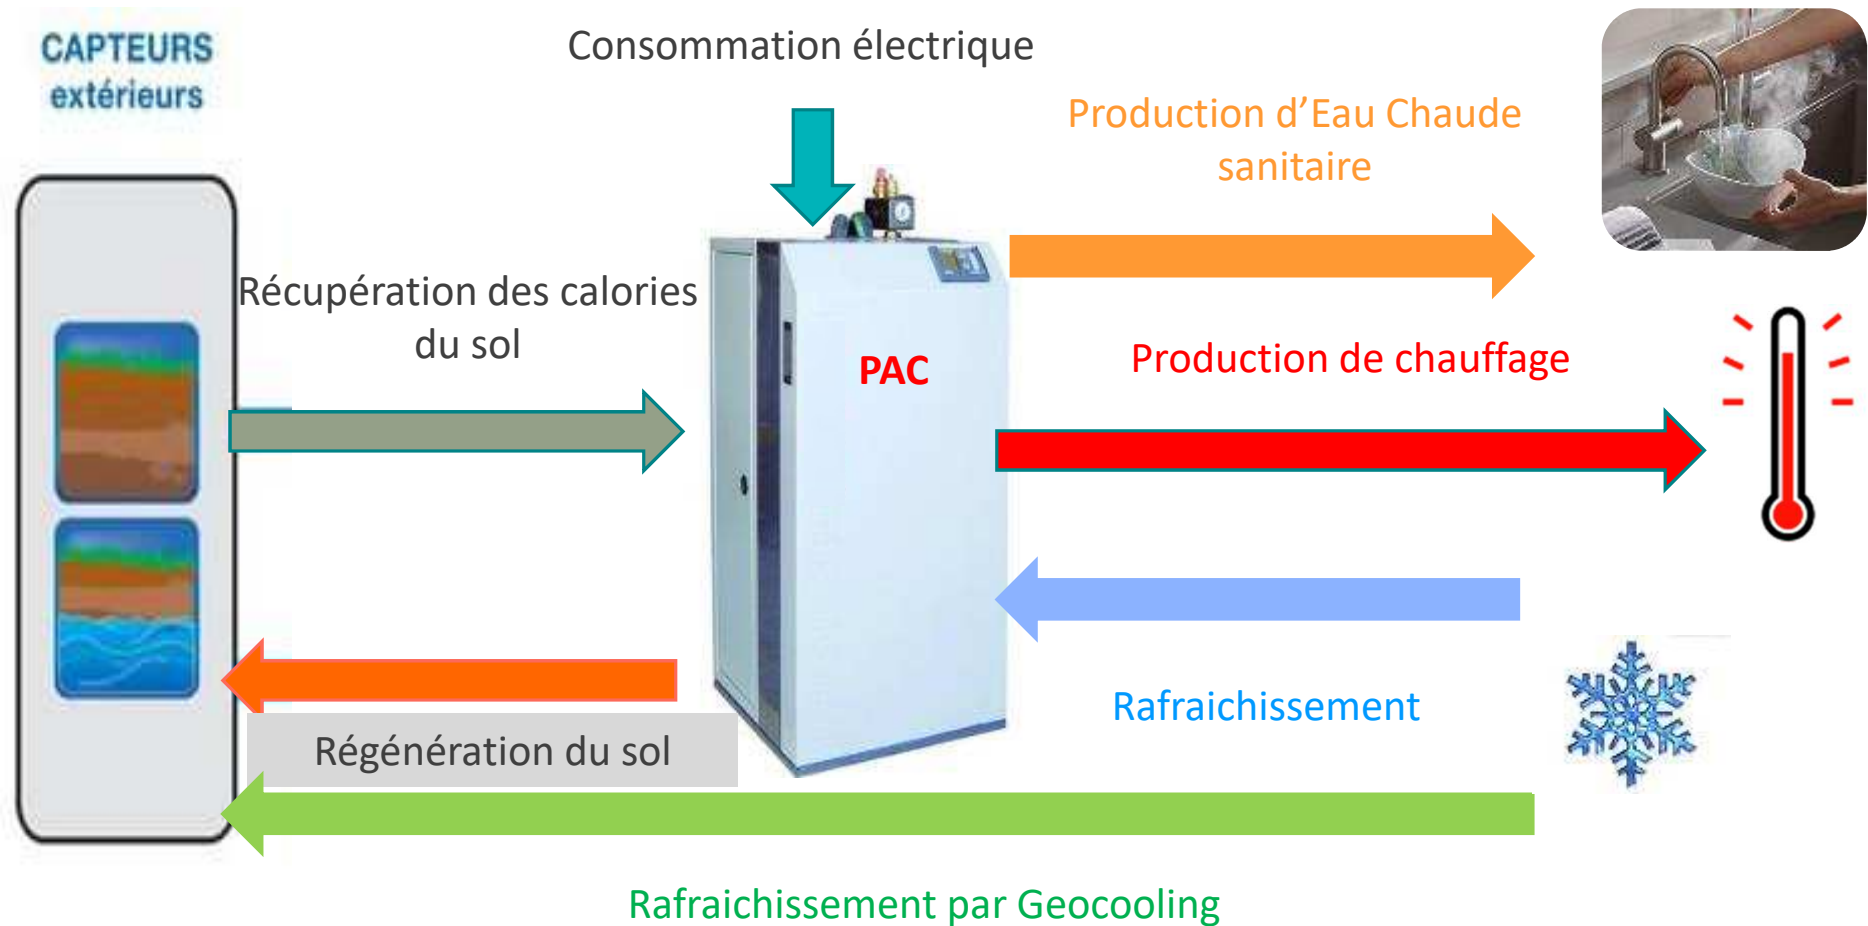 CAPTEURS
extérieurs
Consommation électrique
Production d’Eau Chaude
sanitaire
Récupération des calories
du sol
PAC
Production de chauffage
Rafraichissement
Régénération du sol
Rafraichissement par Geocooling